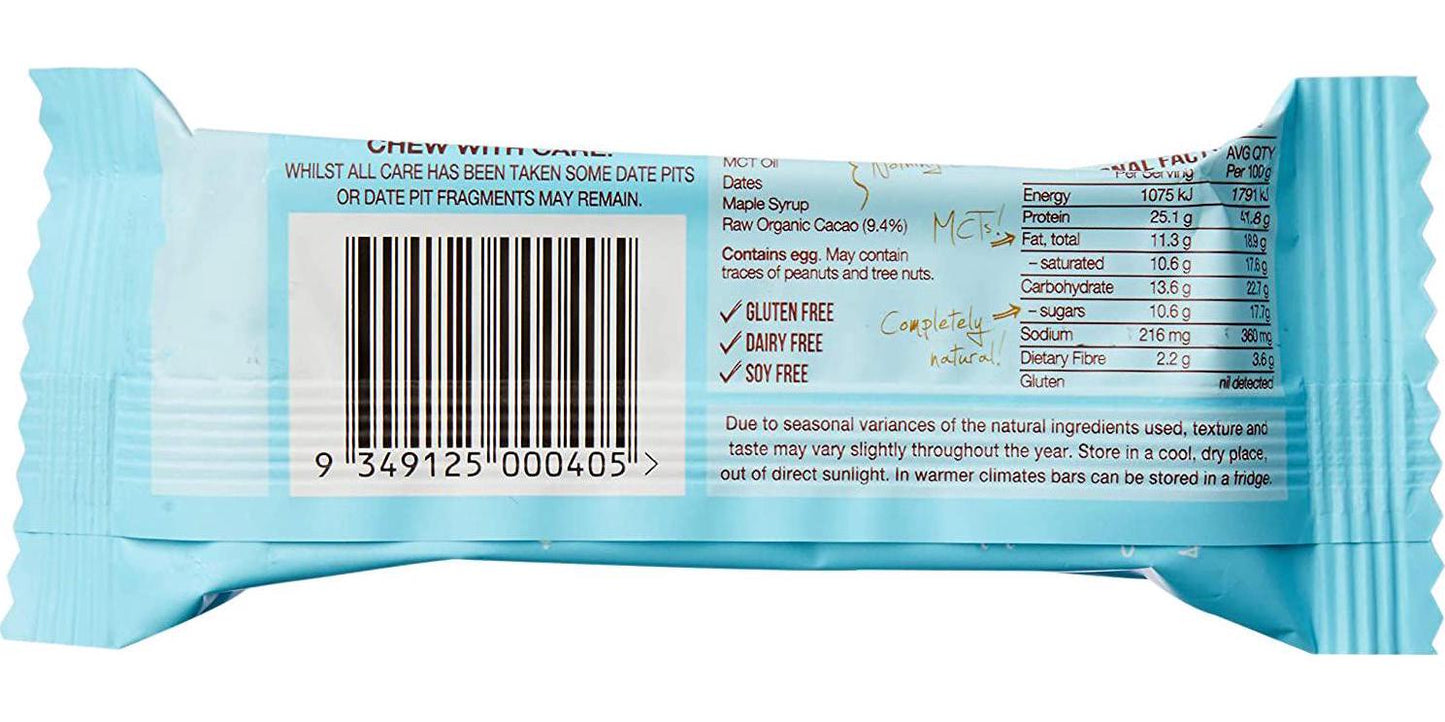 CHEW WITH CARE.
WHILST ALL CARE HAS BEEN TAKEN SOME DATE PITS
OR DATE PIT FRAGMENTS MAY REMAIN.
9 349125 000405 >
MCT Oil
Dates
Maple Syrup
Raw Organic Cacao (9.4%)
Contains egg. May contain
traces of peanuts and tree nuts.
✓ GLUTEN FREE
✓ DAIRY FREE
✓ SOY FREE
MCTs!
Completely
natural!
AVG QTY
Per Serving Per 100g
Energy 1075 kJ 1791 kJ
Protein 25.1 g 41.8 g
Fat, total 11.3 g 18.9 g
– saturated 10.6 g 17.6 g
Carbohydrate 13.6 g 22.7 g
– sugars 10.6 g 17.7g
Sodium 216 mg 360 mg
Dietary Fibre 2.2 g 3.6 g
Gluten nil detected
Due to seasonal variances of the natural ingredients used, texture and
taste may vary slightly throughout the year. Store in a cool, dry place,
out of direct sunlight. In warmer climates bars can be stored in a fridge.